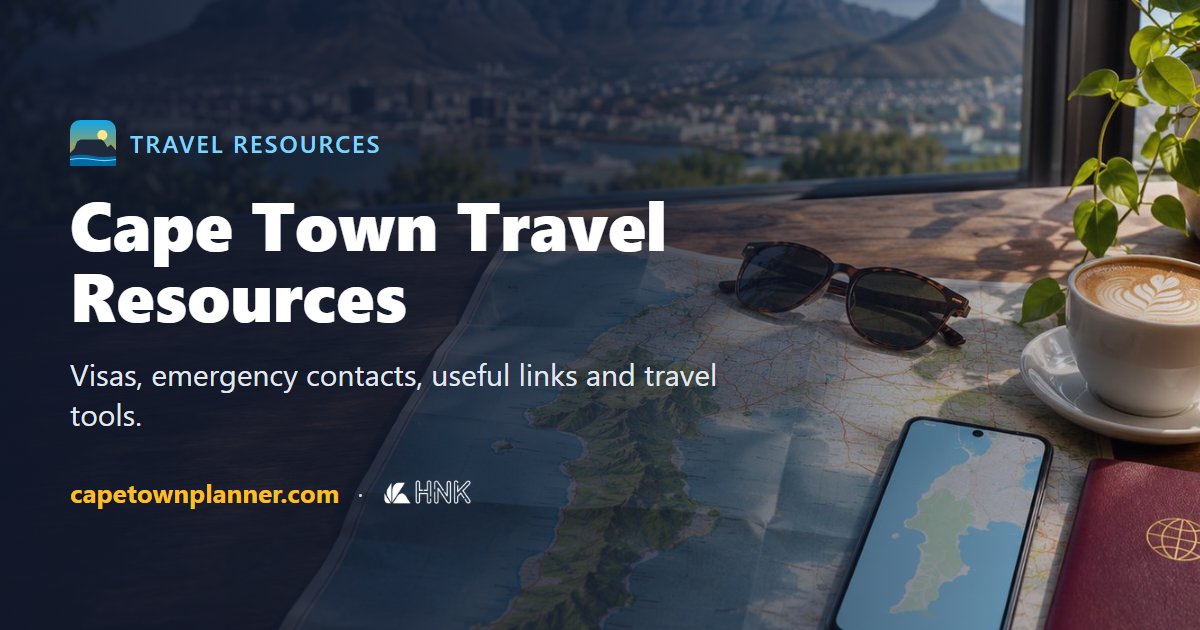 TRAVEL RESOURCES
Cape Town Travel
Resources
Visas, emergency contacts, useful links and travel
tools.
capetownplanner.com · HNK